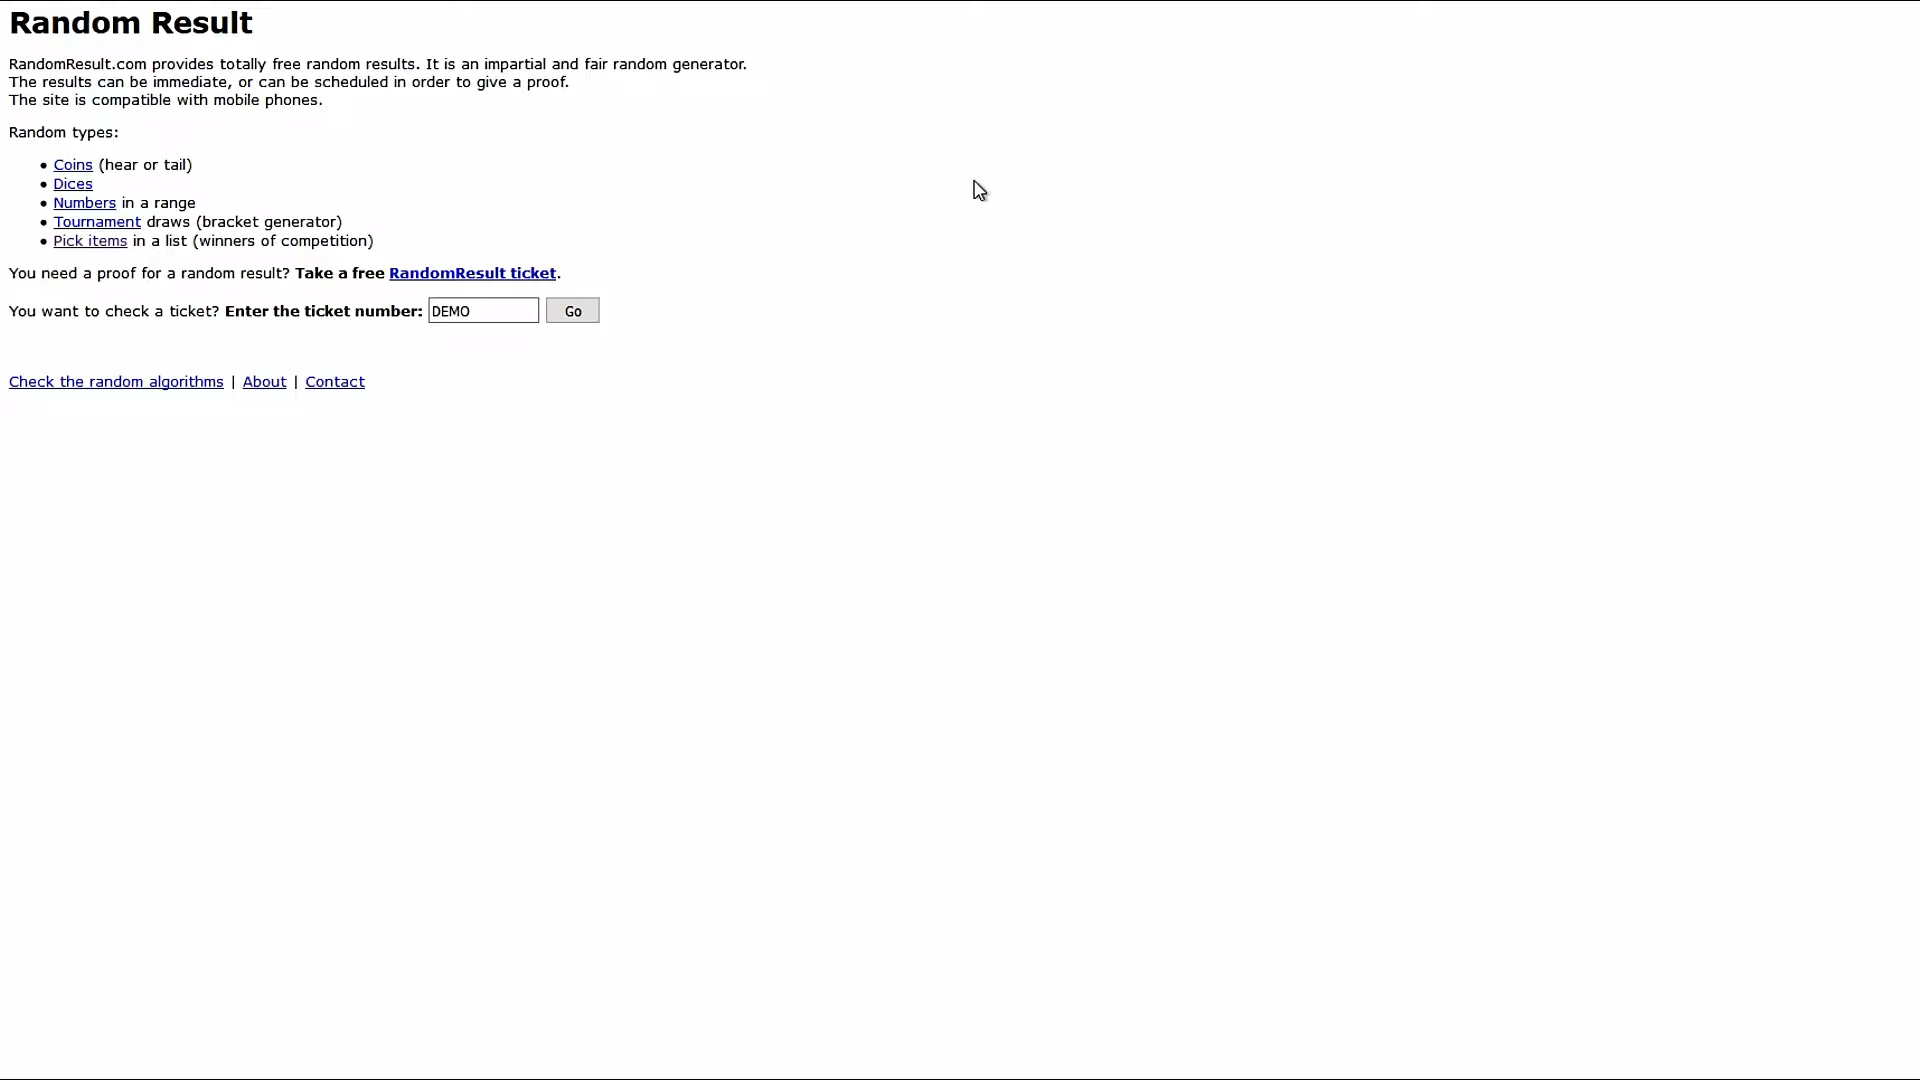 Random Result
RandomResult.com provides totally free random results. It is an impartial and fair random generator.
The results can be immediate, or can be scheduled in order to give a proof.
The site is compatible with mobile phones.
Random types:
• Coins (hear or tail)
• Dices
• Numbers in a range
• Tournament draws (bracket generator)
• Pick items in a list (winners of competition)
You need a proof for a random result? Take a free RandomResult ticket.
You want to check a ticket? Enter the ticket number: DEMO Go
Check the random algorithms | About | Contact